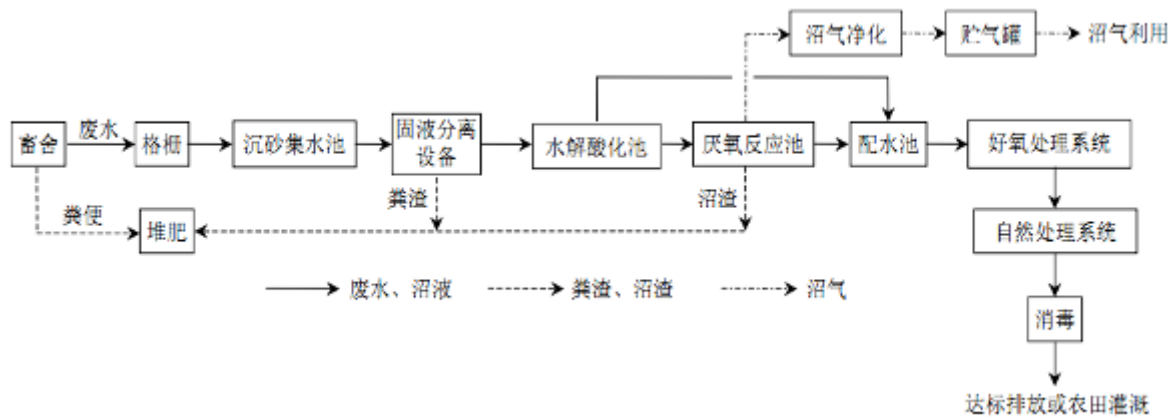 沼气净化
贮气罐
沼气利用
畜舍
废水
格栅
沉砂集水池
固液分离
设备
水解酸化池
厌氧反应池
配水池
好氧处理系统
粪便
堆肥
粪渣
沼渣
自然处理系统
废水、沼液
粪渣、沼渣
沼气
消毒
达标排放或农田灌溉